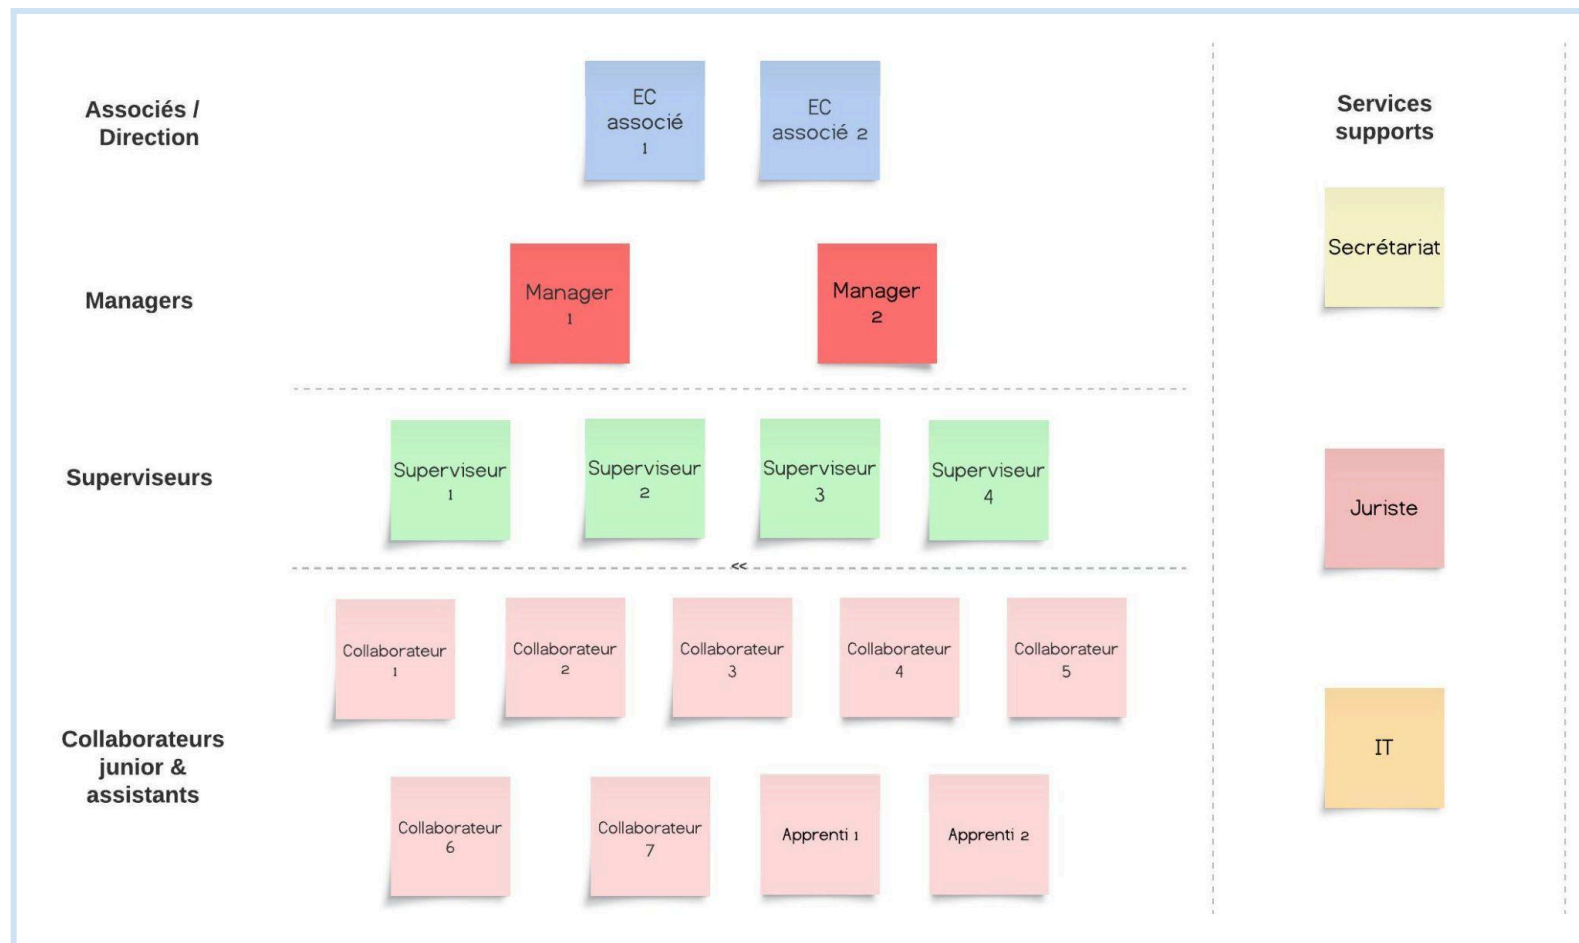 Associés /
Direction
EC
associé
1
EC
associé 2
Services
supports
Secrétariat
Managers
Manager
1
Manager
2
Superviseurs
Superviseur
1
Superviseur
2
Superviseur
3
Superviseur
4
Juriste
<<
Collaborateurs
junior &
assistants
Collaborateur
1
Collaborateur
2
Collaborateur
3
Collaborateur
4
Collaborateur
5
Collaborateur
6
Collaborateur
7
Apprenti 1
Apprenti 2
IT